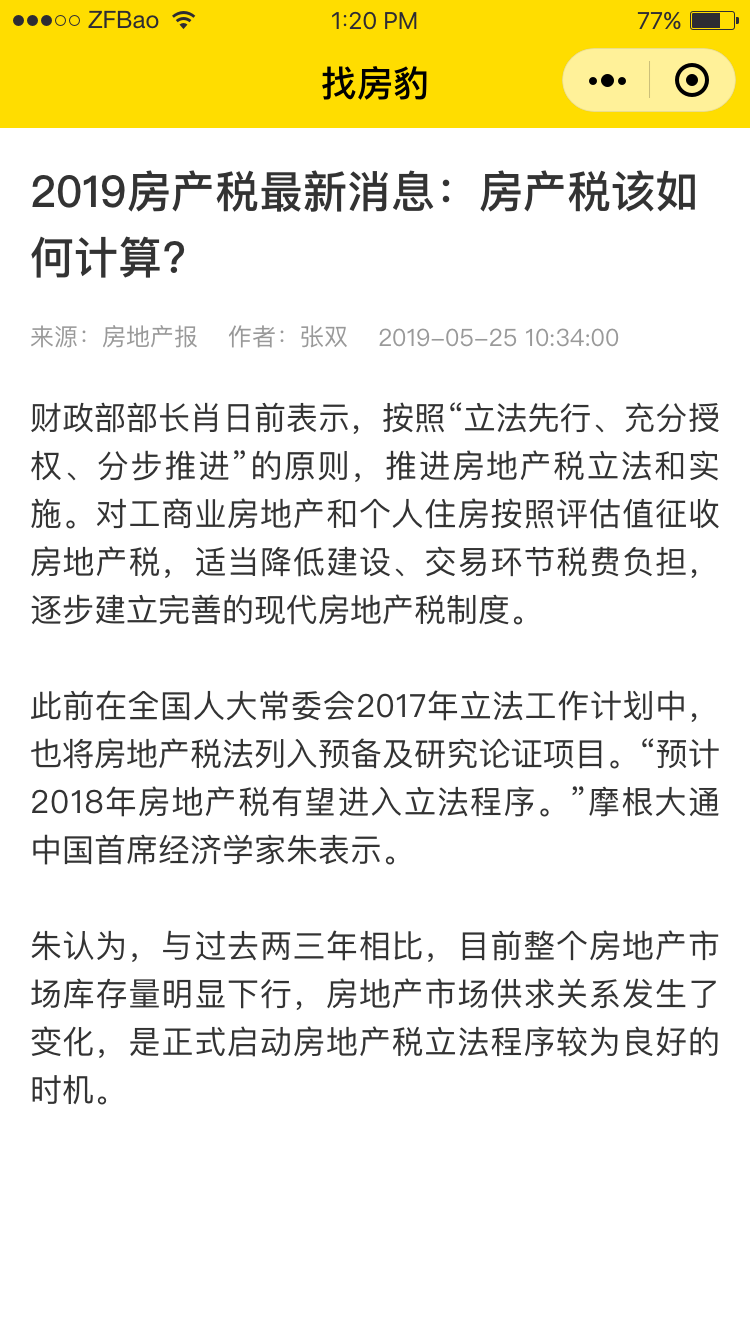 ZFBao
1:20 PM
77%
找房豹
2019房产税最新消息：房产税该如
何计算?
来源：房地产报 作者：张双 2019-05-25 10:34:00
财政部部长肖日前表示，按照“立法先行、充分授
权、分步推进”的原则，推进房地产税立法和实
施。对工商业房地产和个人住房按照评估值征收
房地产税，适当降低建设、交易环节税费负担，
逐步建立完善的现代房地产税制度。
此前在全国人大常委会2017年立法工作计划中，
也将房地产税法列入预备及研究论证项目。“预计
2018年房地产税有望进入立法程序。”摩根大通
中国首席经济学家朱表示。
朱认为，与过去两三年相比，目前整个房地产市
场库存量明显下行，房地产市场供求关系发生了
变化，是正式启动房地产税立法程序较为良好的
时机。